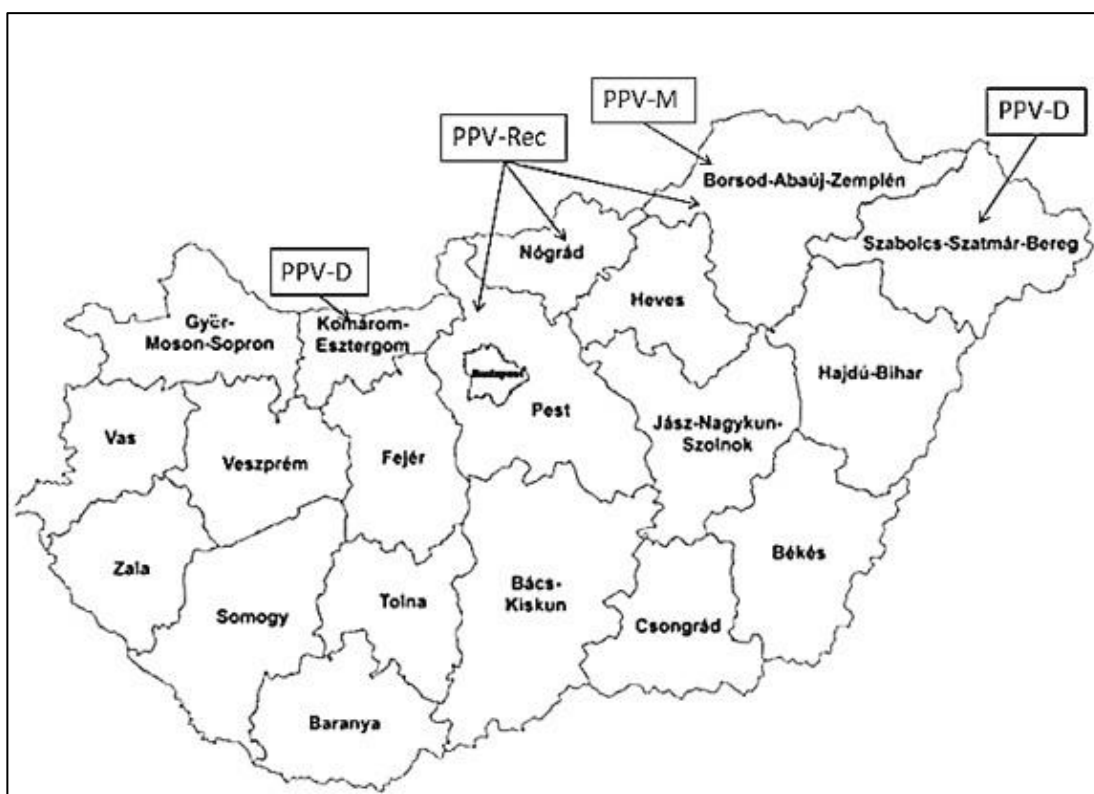 PPV-M
PPV-D
PPV-Rec
Borsod-Abaúj-Zemplén
Szabolcs-Szatmár-Bereg
Nógrád
PPV-D
Heves
Győr-
Moson-Sopron
Komárom-
Esztergom
Hajdú-Bihar
Budapest
Pest
Jász-Nagykun-
Szolnok
Vas
Veszprém
Fejér
Békés
Zala
Bács-
Kiskun
Tolna
Somogy
Csongrád
Baranya